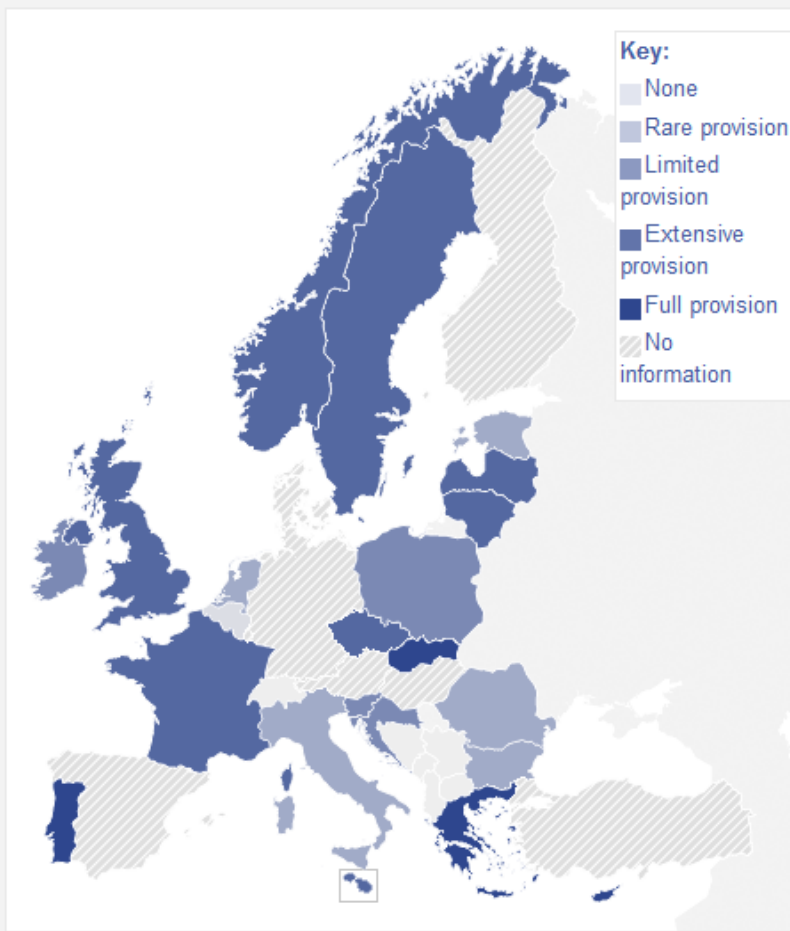 Key:
None
Rare provision
Limited
provision
Extensive
provision
Full provision
No
information